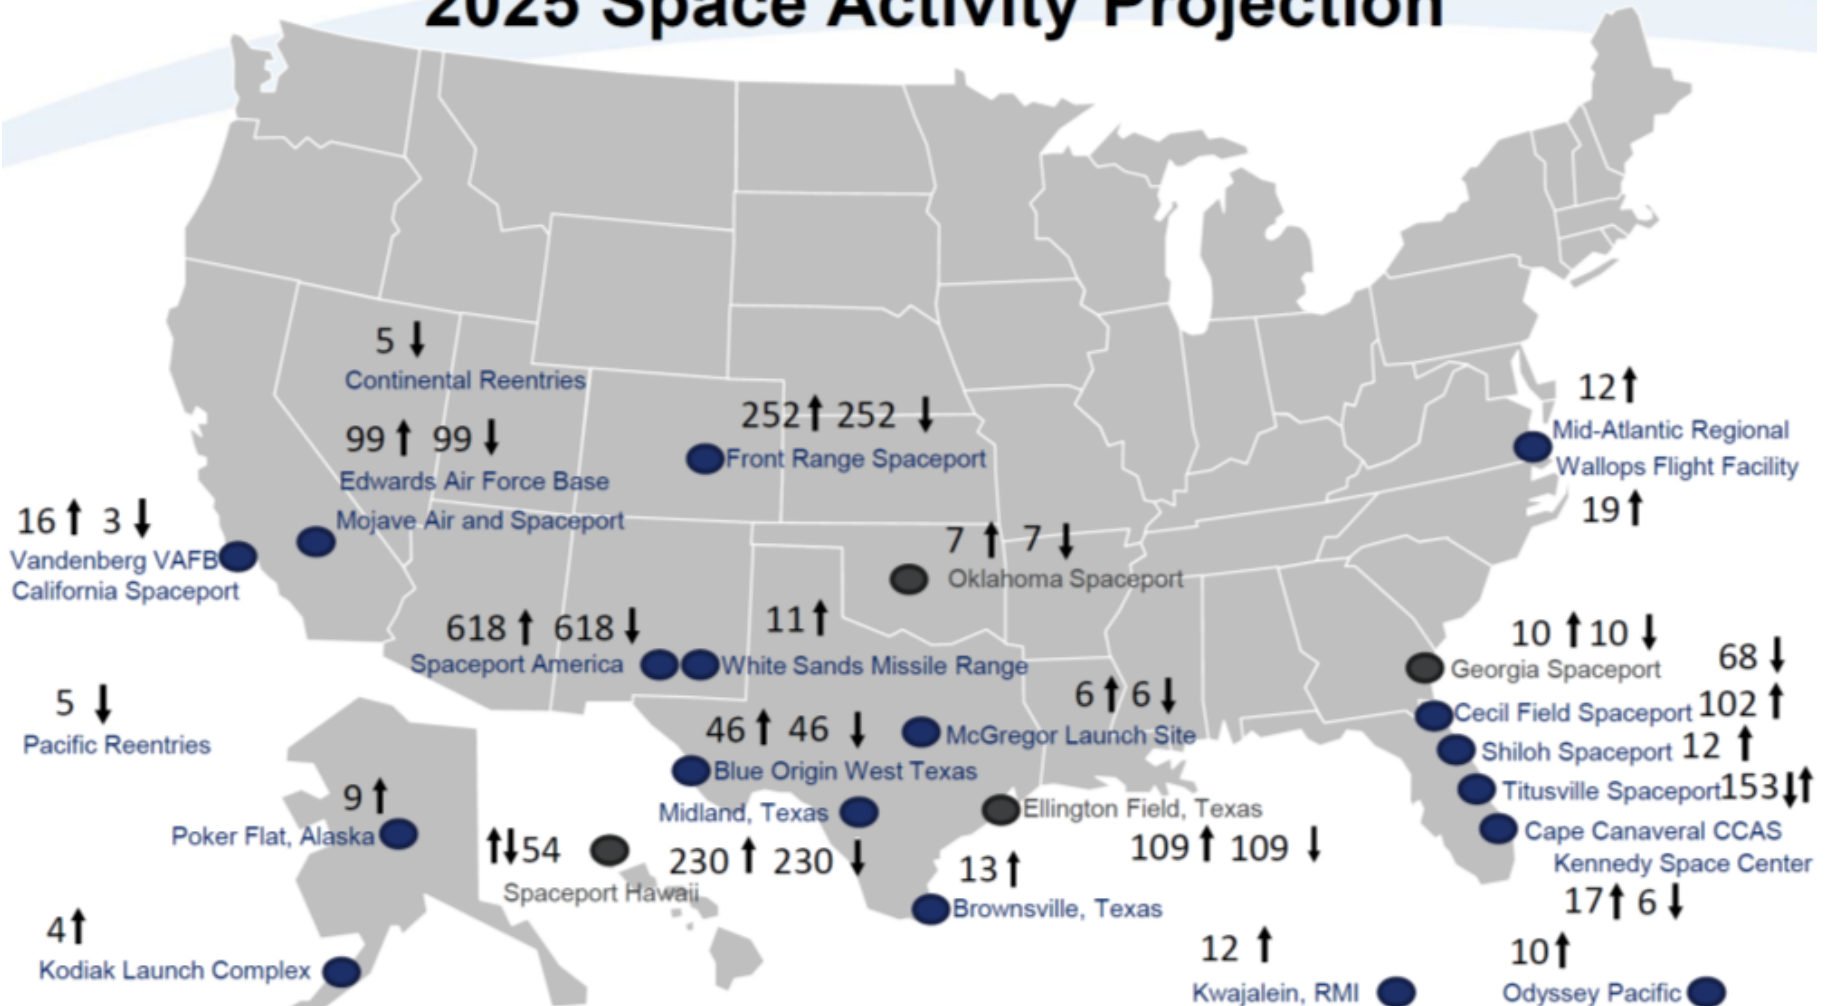 2025 Space Activity Projection
5 ↓
Continental Reentries
99 ↑ 99 ↓
Edwards Air Force Base
Mojave Air and Spaceport
16 ↑ 3 ↓
Vandenberg VAFB
California Spaceport
252 ↑ 252 ↓
Front Range Spaceport
12 ↑
Mid-Atlantic Regional
Wallops Flight Facility
19 ↑
7 ↑ 7 ↓
Oklahoma Spaceport
618 ↑ 618 ↓
Spaceport America
11 ↑
White Sands Missile Range
10 ↑ 10 ↓
Georgia Spaceport
68 ↓
Cecil Field Spaceport 102 ↑
Shiloh Spaceport 12 ↑
Titusville Spaceport 153 ↓↑
Cape Canaveral CCAS
Kennedy Space Center
17 ↑ 6 ↓
5 ↓
Pacific Reentries
6 ↑ 6 ↓
McGregor Launch Site
46 ↑ 46 ↓
Blue Origin West Texas
Midland, Texas
230 ↑ 230 ↓
Ellington Field, Texas
109 ↑ 109 ↓
9 ↑
Poker Flat, Alaska
↑↓ 54
Spaceport Hawaii
13 ↑
Brownsville, Texas
4 ↑
Kodiak Launch Complex
12 ↑
Kwajalein, RMI
10 ↑
Odyssey Pacific